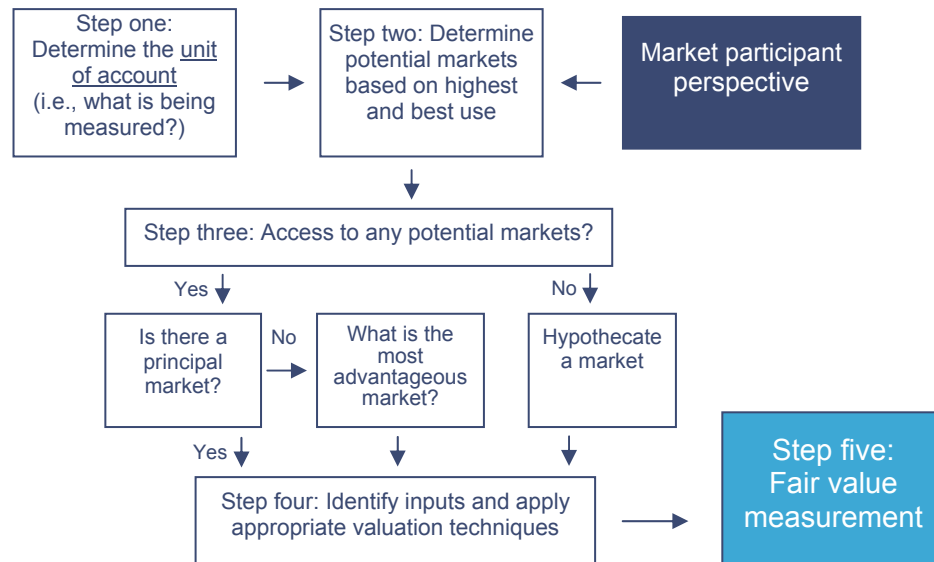 Step one:
Determine the unit
of account
(i.e., what is being
measured?)
Step two: Determine
potential markets
based on highest
and best use
Market participant
perspective
Step three: Access to any potential markets?
Yes
No
Is there a
principal
market?
No
What is the
most
advantageous
market?
Hypothecate
a market
Yes
Step four: Identify inputs and apply
appropriate valuation techniques
Step five:
Fair value
measurement